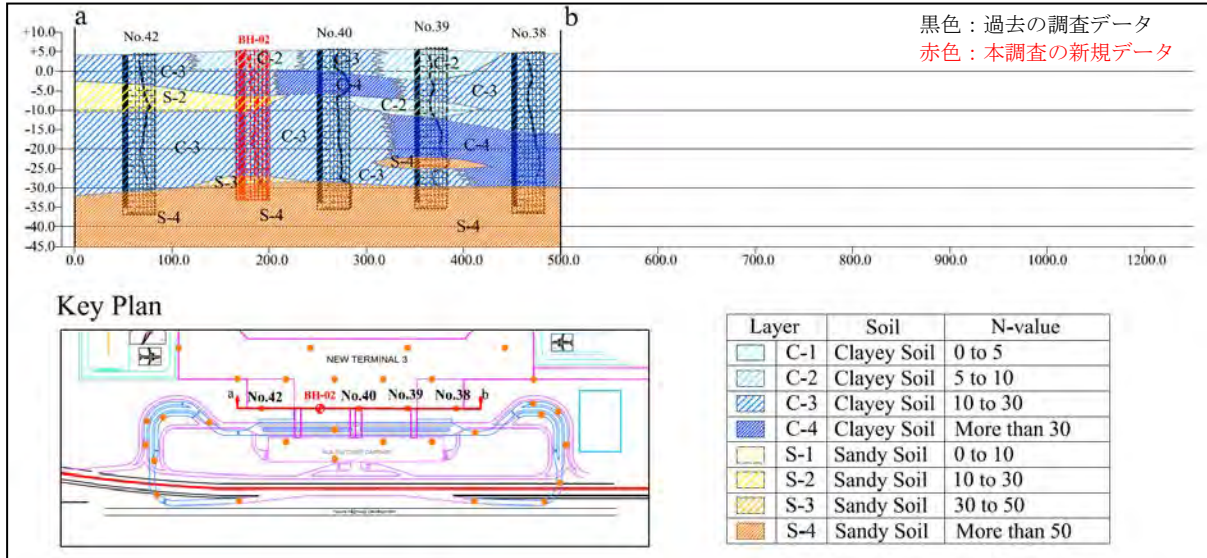 a
b
黒色：過去の調査データ
赤色：本調査の新規データ
No.42
BH-02
No.40
No.39
No.38
+10.0
+5.0
0.0
-5.0
-10.0
-15.0
-20.0
-25.0
-30.0
-35.0
-40.0
-45.0
C-3
C-2
C-3
C-2
C-4
C-3
S-2
C-2
C-3
C-3
C-4
S-4
S-3
C-3
S-4
S-4
S-4
0.0
100.0
200.0
300.0
400.0
500.0
600.0
700.0
800.0
900.0
1000.0
1100.0
1200.0
Key Plan
NEW TERMINAL 3
a
No.42
BH-02
No.40
No.39
No.38
b
Layer Soil N-value
C-1 Clayey Soil 0 to 5
C-2 Clayey Soil 5 to 10
C-3 Clayey Soil 10 to 30
C-4 Clayey Soil More than 30
S-1 Sandy Soil 0 to 10
S-2 Sandy Soil 10 to 30
S-3 Sandy Soil 30 to 50
S-4 Sandy Soil More than 50